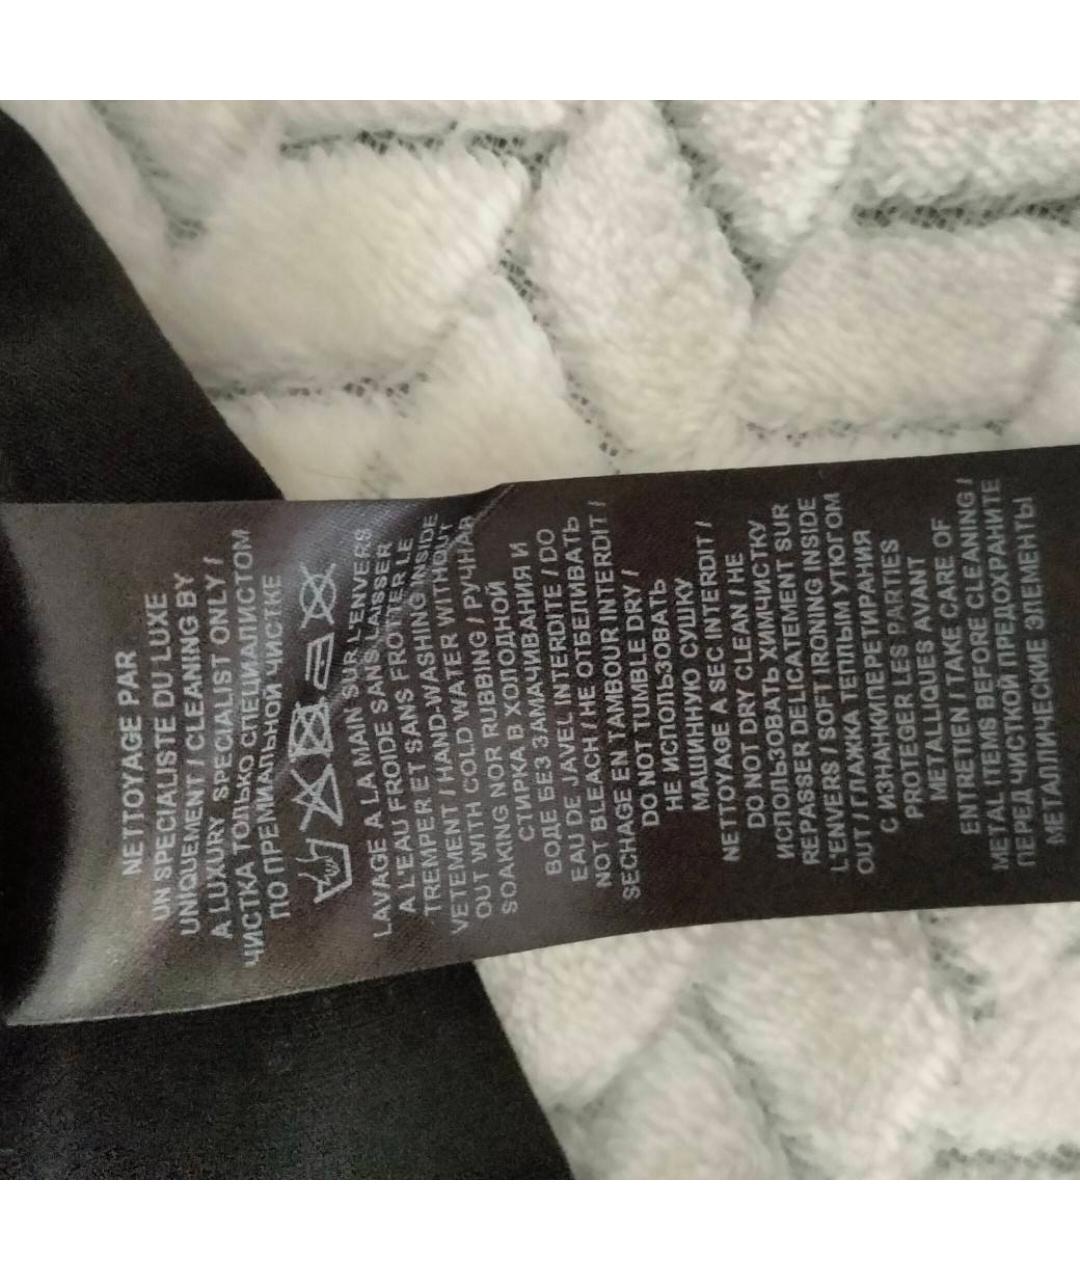 NETTOYAGE PAR
UN SPECIALISTE DU LUXE
UNIQUEMENT / CLEANING BY
A LUXURY SPECIALIST ONLY /
ЧИСТКА ТОЛЬКО СПЕЦИАЛИСТОМ
ПО ПРЕМИАЛЬНОЙ ЧИСТКЕ
LAVAGE A LA MAIN SUR L'ENVERS
A L'EAU FROIDE SANS LAISSER
TREMPER ET SANS FROTTER LE
VETEMENT / HAND-WASHING INSIDE
OUT WITH COLD WATER WITHOUT
SOAKING NOR RUBBING / РУЧНАЯ
СТИРКА В ХОЛОДНОЙ
ВОДЕ БЕЗ ЗАМАЧИВАНИЯ И
EAU DE JAVEL INTERDITE / DO
NOT BLEACH / НЕ ОТБЕЛИВАТЬ
SECHAGE EN TAMBOUR INTERDIT /
DO NOT TUMBLE DRY /
НЕ ИСПОЛЬЗОВАТЬ
МАШИННУЮ СУШКУ
NETTOYAGE A SEC INTERDIT /
DO NOT DRY CLEAN / НЕ
ИСПОЛЬЗОВАТЬ ХИМЧИСТКУ
REPASSER DELICATEMENT SUR
L'ENVERS / SOFT IRONING INSIDE
OUT / ГЛАЖКА ТЕПЛЫМ УТЮГОМ
С ИЗНАНКИПЕРЕТИРАНИЯ
PROTEGER LES PARTIES
METALLIQUES AVANT
ENTRETIEN / TAKE CARE OF
METAL ITEMS BEFORE CLEANING /
ПЕРЕД ЧИСТКОЙ ПРЕДОХРАНИТЕ
МЕТАЛЛИЧЕСКИЕ ЭЛЕМЕНТЫ